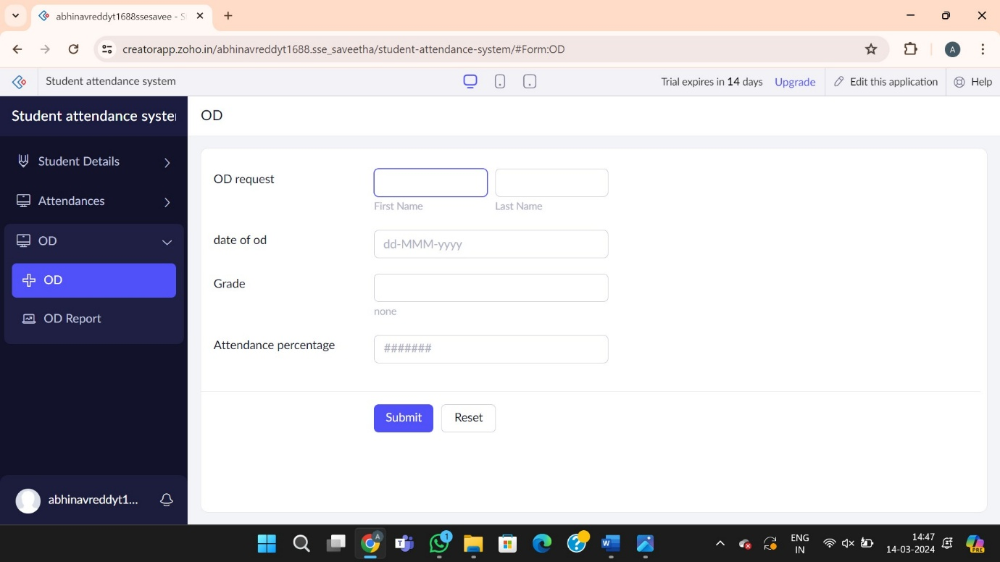 abhinavreddyt1688ssesavee - S
creatorapp.zoho.in/abhinavreddyt1688.sse_saveetha/student-attendance-system/#Form:OD
A
Student attendance system
Trial expires in 14 days
Upgrade
Edit this application
Help
Student attendance syste
OD
Student Details
Attendances
OD
OD
OD Report
OD request
First Name
Last Name
date of od
dd-MMM-yyyy
Grade
none
Attendance percentage
#######
Submit
Reset
abhinavreddyt1...
A
T
1
?
W
ENG
IN
14:47
14-03-2024
PRE